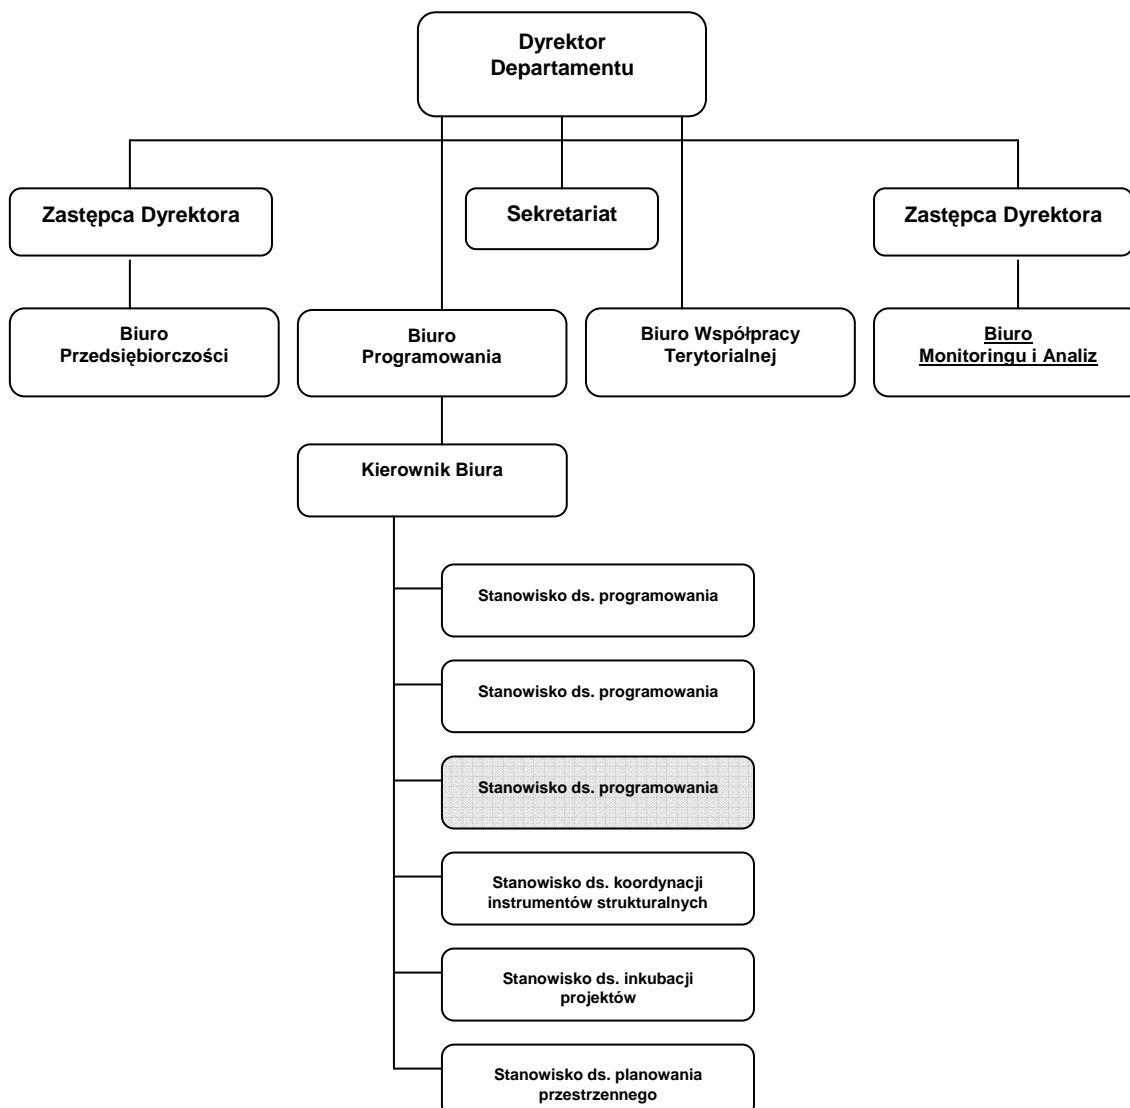 Dyrektor
Departamentu
Zastępca Dyrektora
Sekretariat
Zastępca Dyrektora
Biuro
Przedsiębiorczości
Biuro
Programowania
Biuro Współpracy
Terytorialnej
Biuro
Monitoringu i Analiz
Kierownik Biura
Stanowisko ds. programowania
Stanowisko ds. programowania
Stanowisko ds. programowania
Stanowisko ds. koordynacji
instrumentów strukturalnych
Stanowisko ds. inkubacji
projektów
Stanowisko ds. planowania
przestrzennego